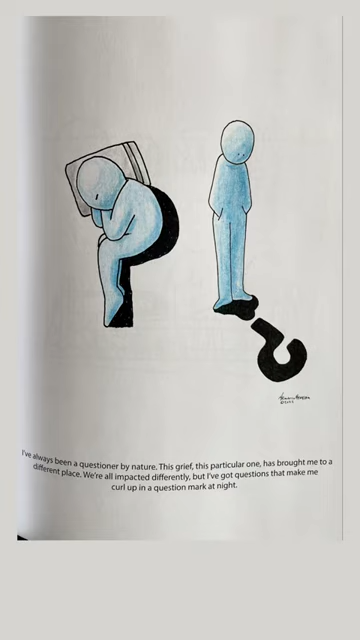 I've always been a questioner by nature. This grief, this particular one, has brought me to a
different place. We're all impacted differently, but I've got questions that make me
curl up in a question mark at night.